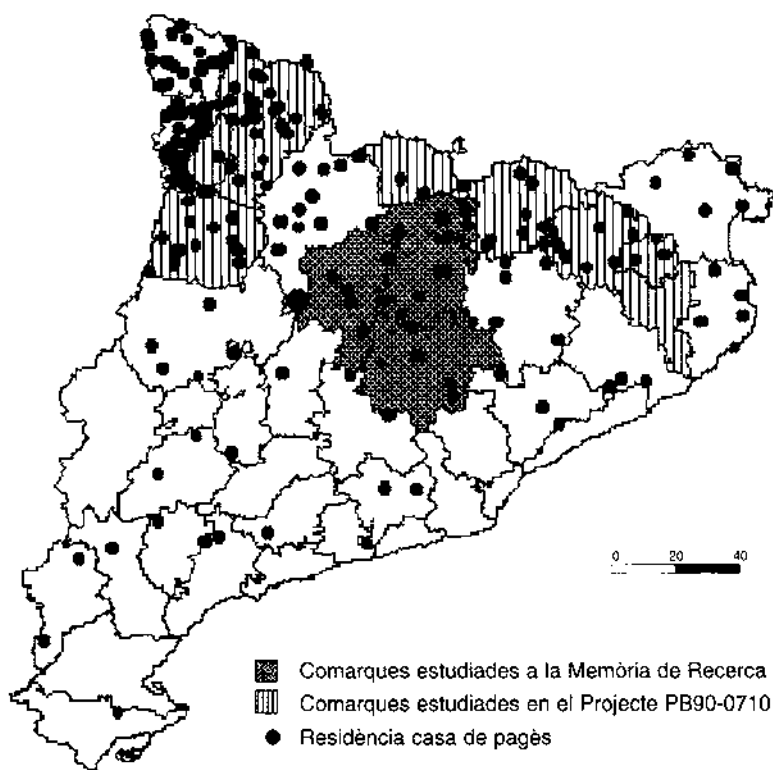 0 20 40
Comarques estudiades a la Memòria de Recerca
Comarques estudiades en el Projecte PB90-0710
Residència casa de pagès